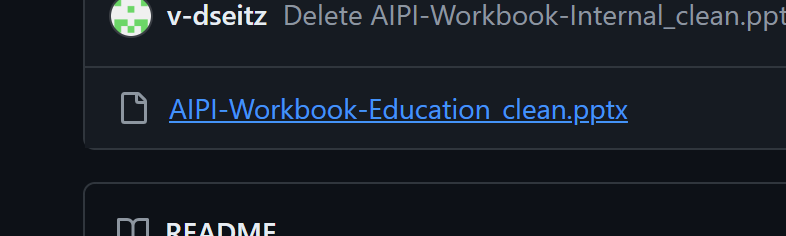 v-dseitz Delete AIPI-Workbook-Internal_clean.ppt
AIPI-Workbook-Education_clean.pptx
README